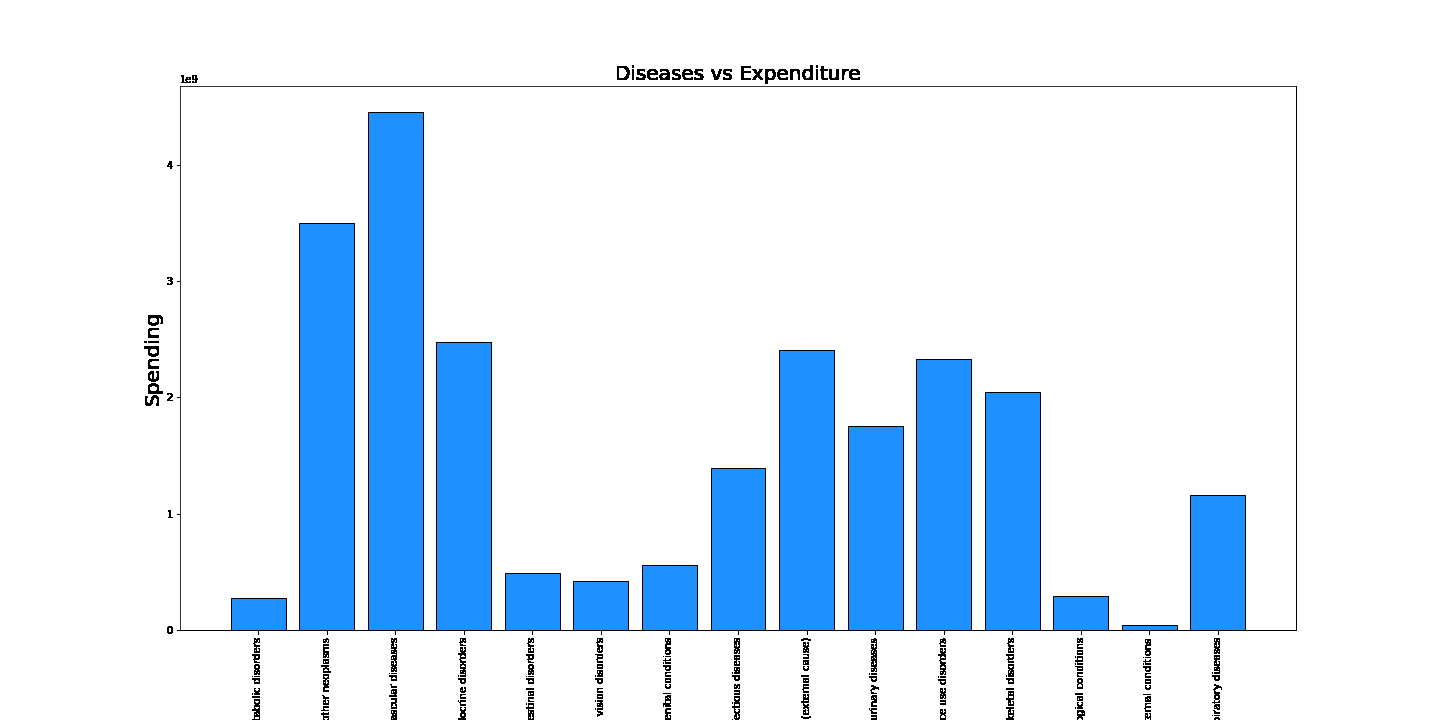 Diseases vs Expenditure
1e9
4
3
2
1
0
Spending
tabolic disorders
other neoplasms
ascular diseases
docrine disorders
estinal disorders
vision disorders
enital conditions
ectious diseases
(external cause)
urinary diseases
ce use disorders
keletal disorders
ogical conditions
ernal conditions
piratory diseases